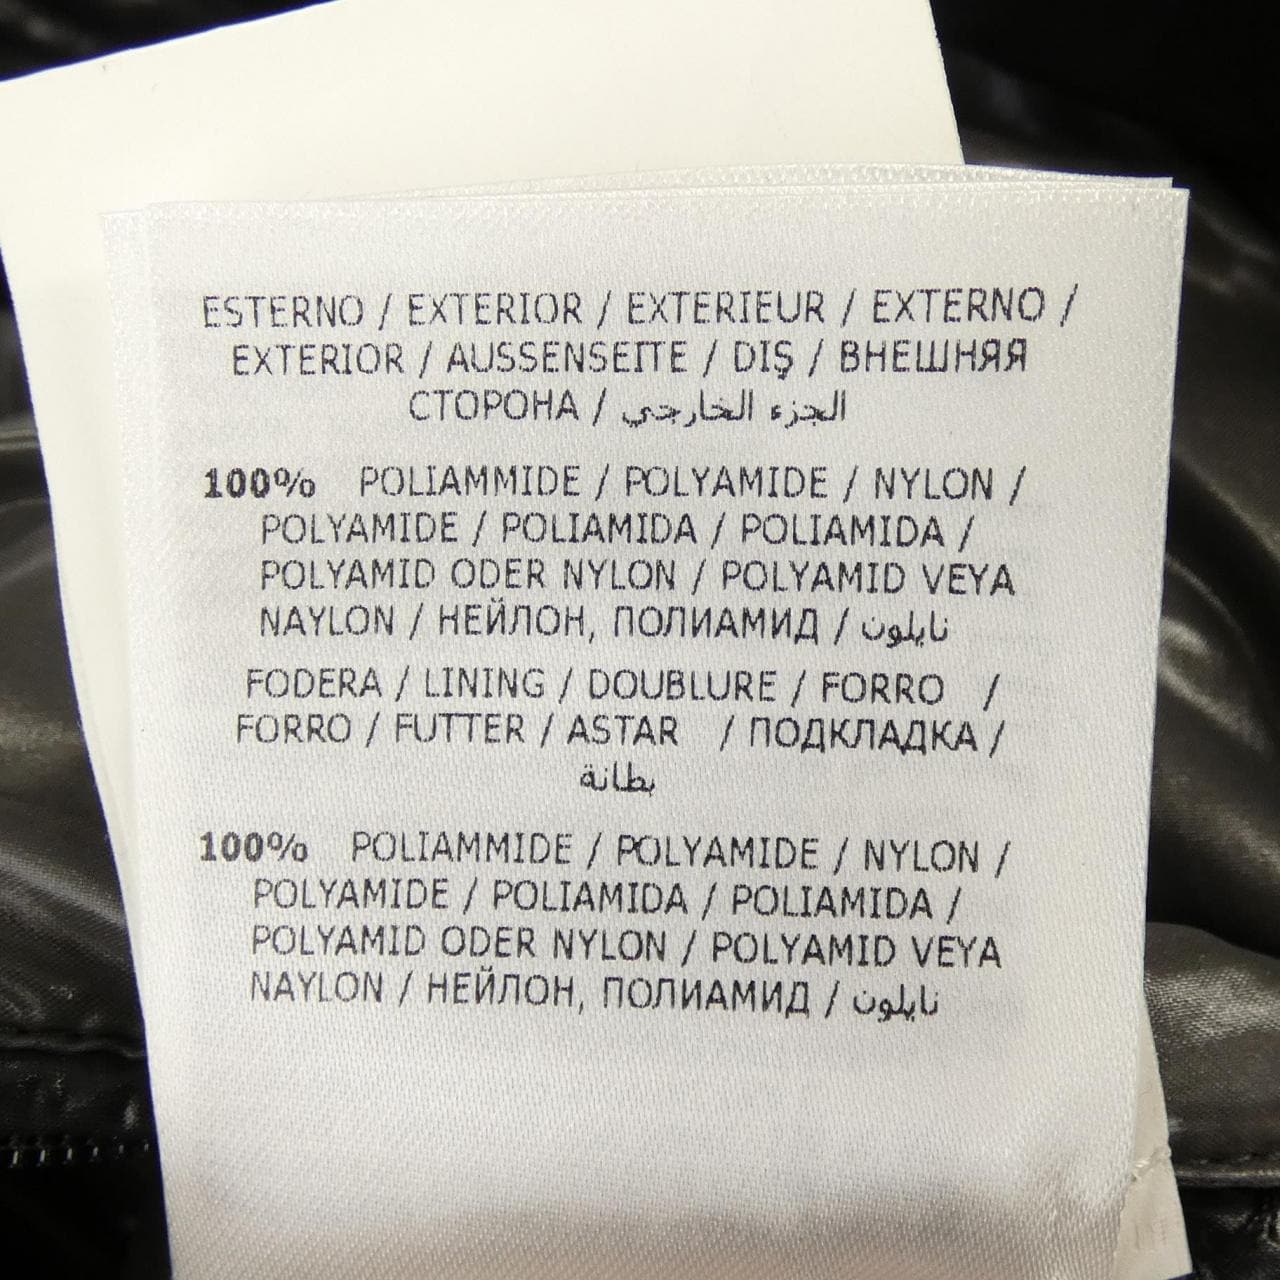 ESTERNO / EXTERIOR / EXTERIEUR / EXTERNO /
EXTERIOR / AUSSENSEITE / DIŞ / ВНЕШНЯЯ
СТОРОНА / الجزء الخارجي
100% POLIAMMIDE / POLYAMIDE / NYLON /
POLYAMIDE / POLIAMIDA / POLIAMIDA /
POLYAMID ODER NYLON / POLYAMID VEYA
NAYLON / НЕЙЛОН, ПОЛИАМИД / نايلون
FODERA / LINING / DOUBLURE / FORRO /
FORRO / FUTTER / ASTAR / ПОДКЛАДКА /
بطانة
100% POLIAMMIDE / POLYAMIDE / NYLON /
POLYAMIDE / POLIAMIDA / POLIAMIDA /
POLYAMID ODER NYLON / POLYAMID VEYA
NAYLON / НЕЙЛОН, ПОЛИАМИД / نايلون